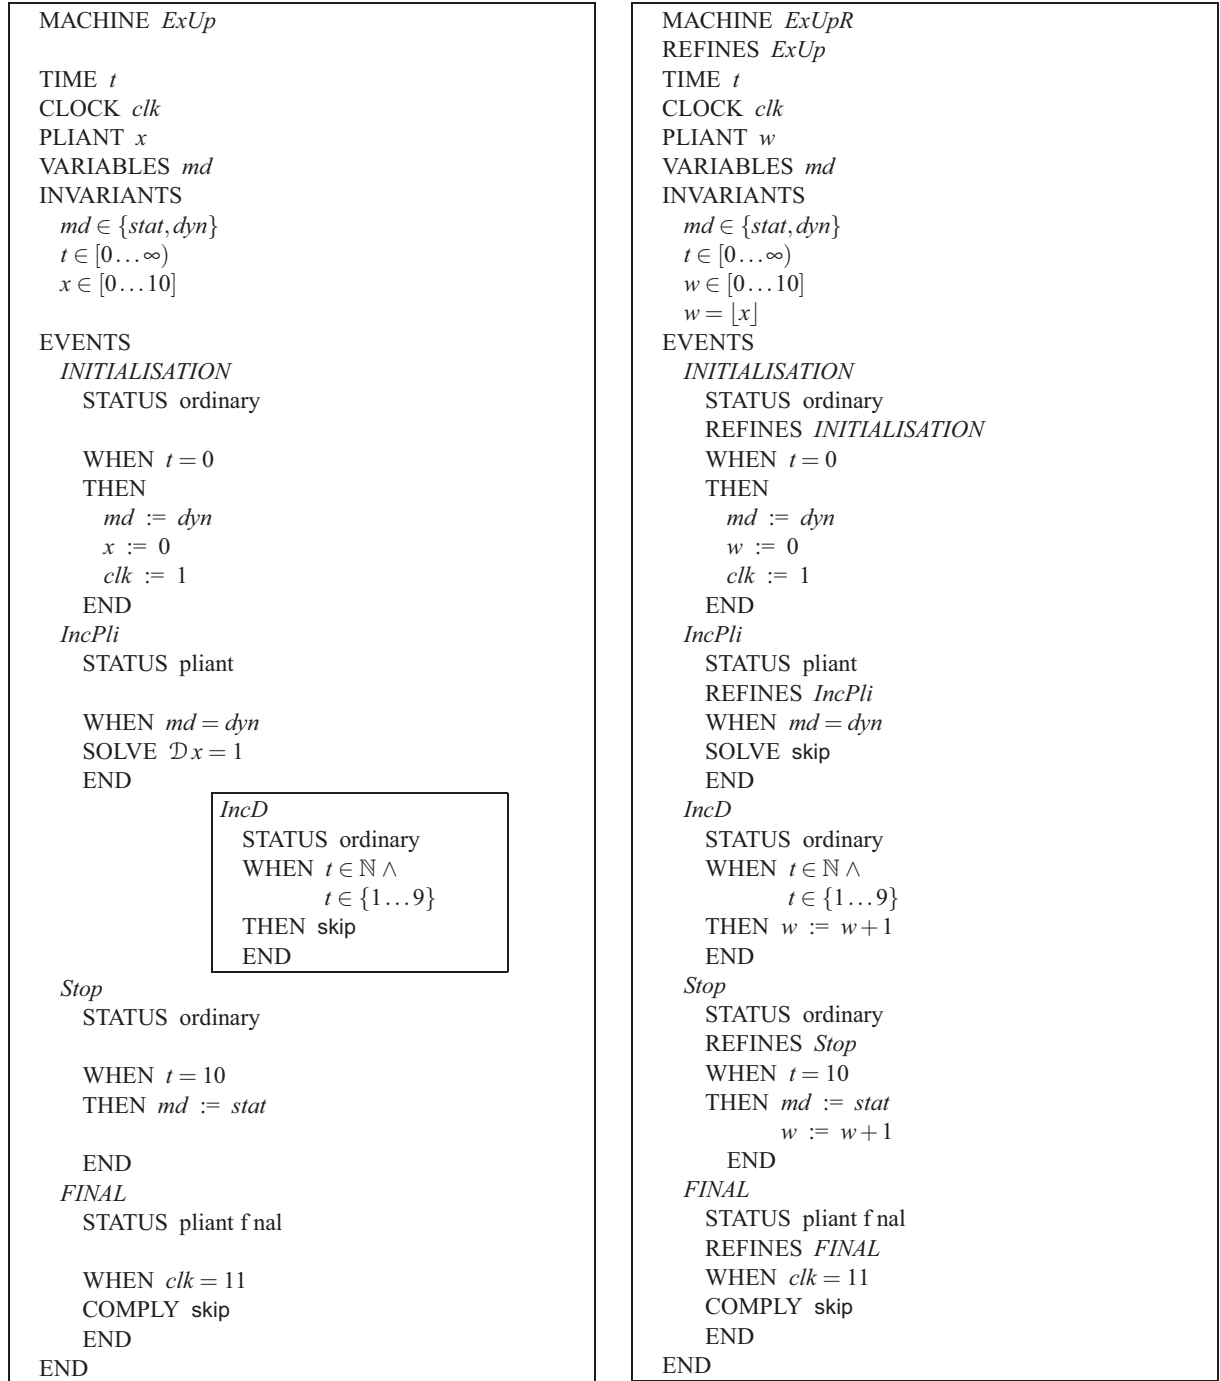 MACHINE ExUp
TIME t
CLOCK clk
PLIANT x
VARIABLES md
INVARIANTS
md ∈ {stat,dyn}
t ∈ [0…∞)
x ∈ [0…10]
EVENTS
INITIALISATION
STATUS ordinary
WHEN t = 0
THEN
md := dyn
x := 0
clk := 1
END
IncPli
STATUS pliant
WHEN md = dyn
SOLVE 𝒟x = 1
END
IncD
STATUS ordinary
WHEN t ∈ ℕ ∧
t ∈ {1…9}
THEN skip
END
Stop
STATUS ordinary
WHEN t = 10
THEN md := stat
END
FINAL
STATUS pliant f nal
WHEN clk = 11
COMPLY skip
END
END
MACHINE ExUpR
REFINES ExUp
TIME t
CLOCK clk
PLIANT w
VARIABLES md
INVARIANTS
md ∈ {stat,dyn}
t ∈ [0…∞)
w ∈ [0…10]
w = ⌊x⌋
EVENTS
INITIALISATION
STATUS ordinary
REFINES INITIALISATION
WHEN t = 0
THEN
md := dyn
w := 0
clk := 1
END
IncPli
STATUS pliant
REFINES IncPli
WHEN md = dyn
SOLVE skip
END
IncD
STATUS ordinary
WHEN t ∈ ℕ ∧
t ∈ {1…9}
THEN w := w+1
END
Stop
STATUS ordinary
REFINES Stop
WHEN t = 10
THEN md := stat
w := w+1
END
FINAL
STATUS pliant f nal
REFINES FINAL
WHEN clk = 11
COMPLY skip
END
END